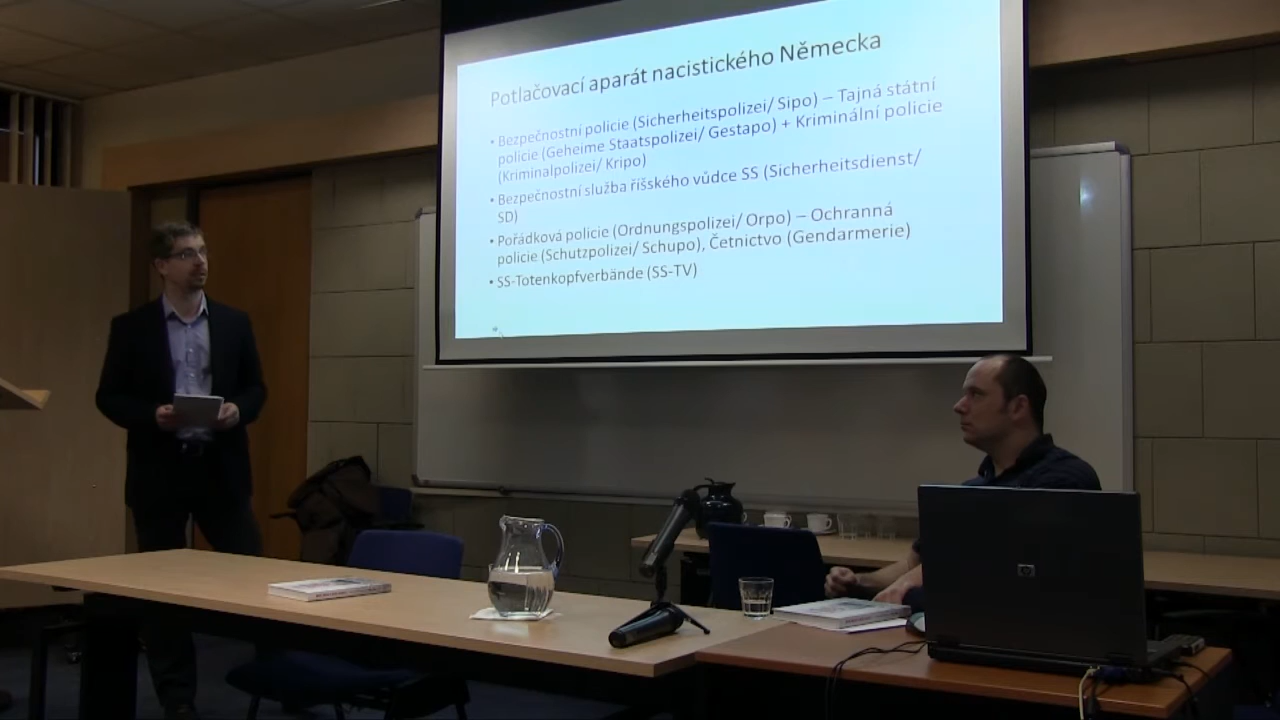 Potlačovací aparát nacistického Německa
• Bezpečnostní policie (Sicherheitspolizei/ Sipo) – Tajná státní
policie (Geheime Staatspolizei/ Gestapo) + Kriminální policie
(Kriminalpolizei/ Kripo)
• Bezpečnostní služba říšského vůdce SS (Sicherheitsdienst/
SD)
• Pořádková policie (Ordnungspolizei/ Orpo) – Ochranná
policie (Schutzpolizei/ Schupo), Četnictvo (Gendarmerie)
• SS-Totenkopfverbände (SS-TV)
hp